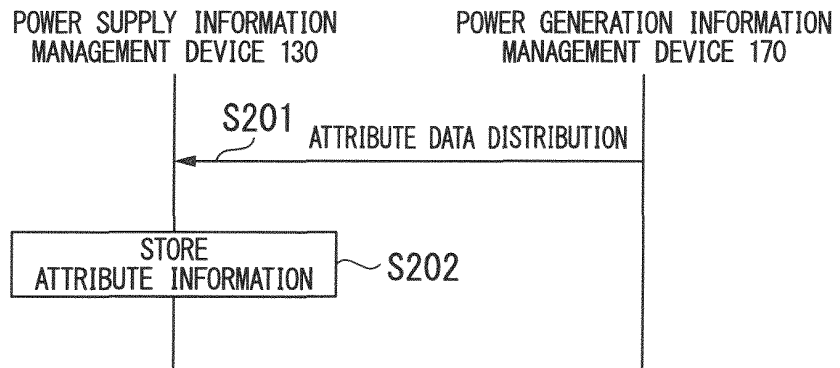 POWER SUPPLY INFORMATION
MANAGEMENT DEVICE 130
POWER GENERATION INFORMATION
MANAGEMENT DEVICE 170
S201
ATTRIBUTE DATA DISTRIBUTION
STORE
ATTRIBUTE INFORMATION
S202